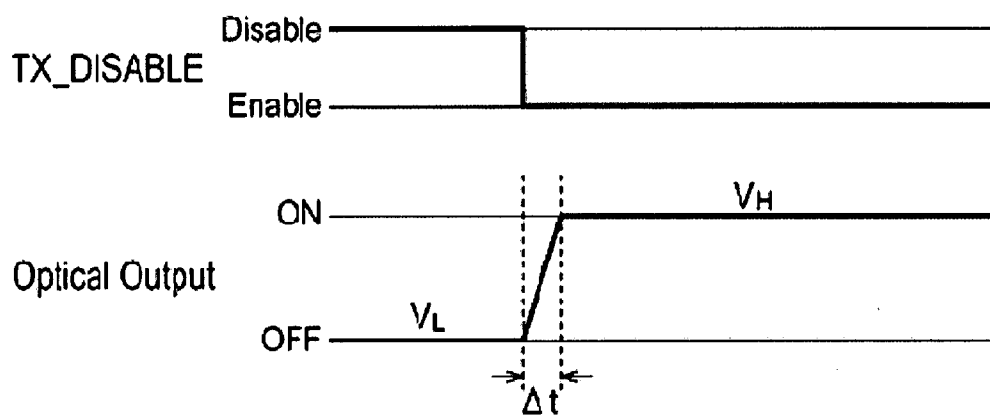 Disable
TX_DISABLE
Enable
ON
VH
Optical Output
VL
OFF
Δt